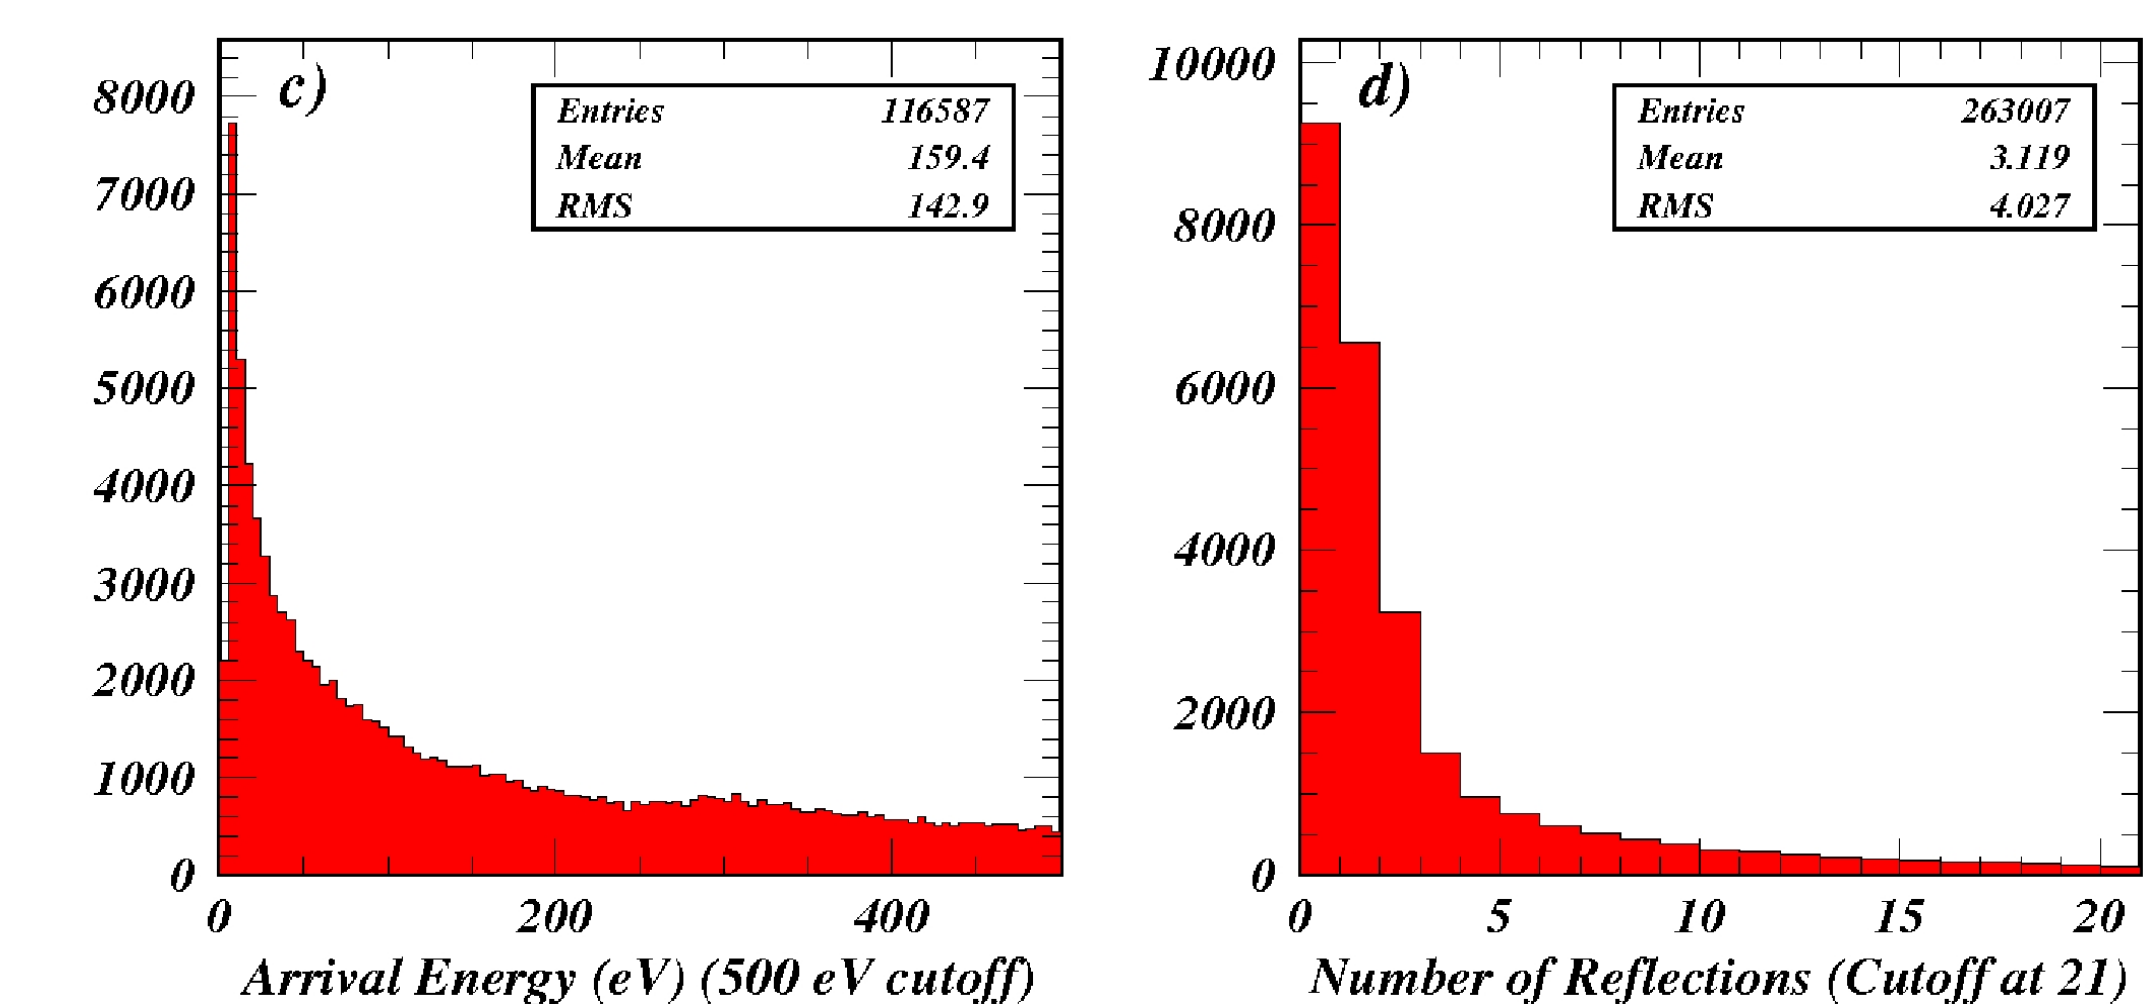 c)
Entries 116587
Mean 159.4
RMS 142.9
8000
7000
6000
5000
4000
3000
2000
1000
0
0 200 400
Arrival Energy (eV) (500 eV cutoff)
d)
Entries 263007
Mean 3.119
RMS 4.027
10000
8000
6000
4000
2000
0
0 5 10 15 20
Number of Reflections (Cutoff at 21)